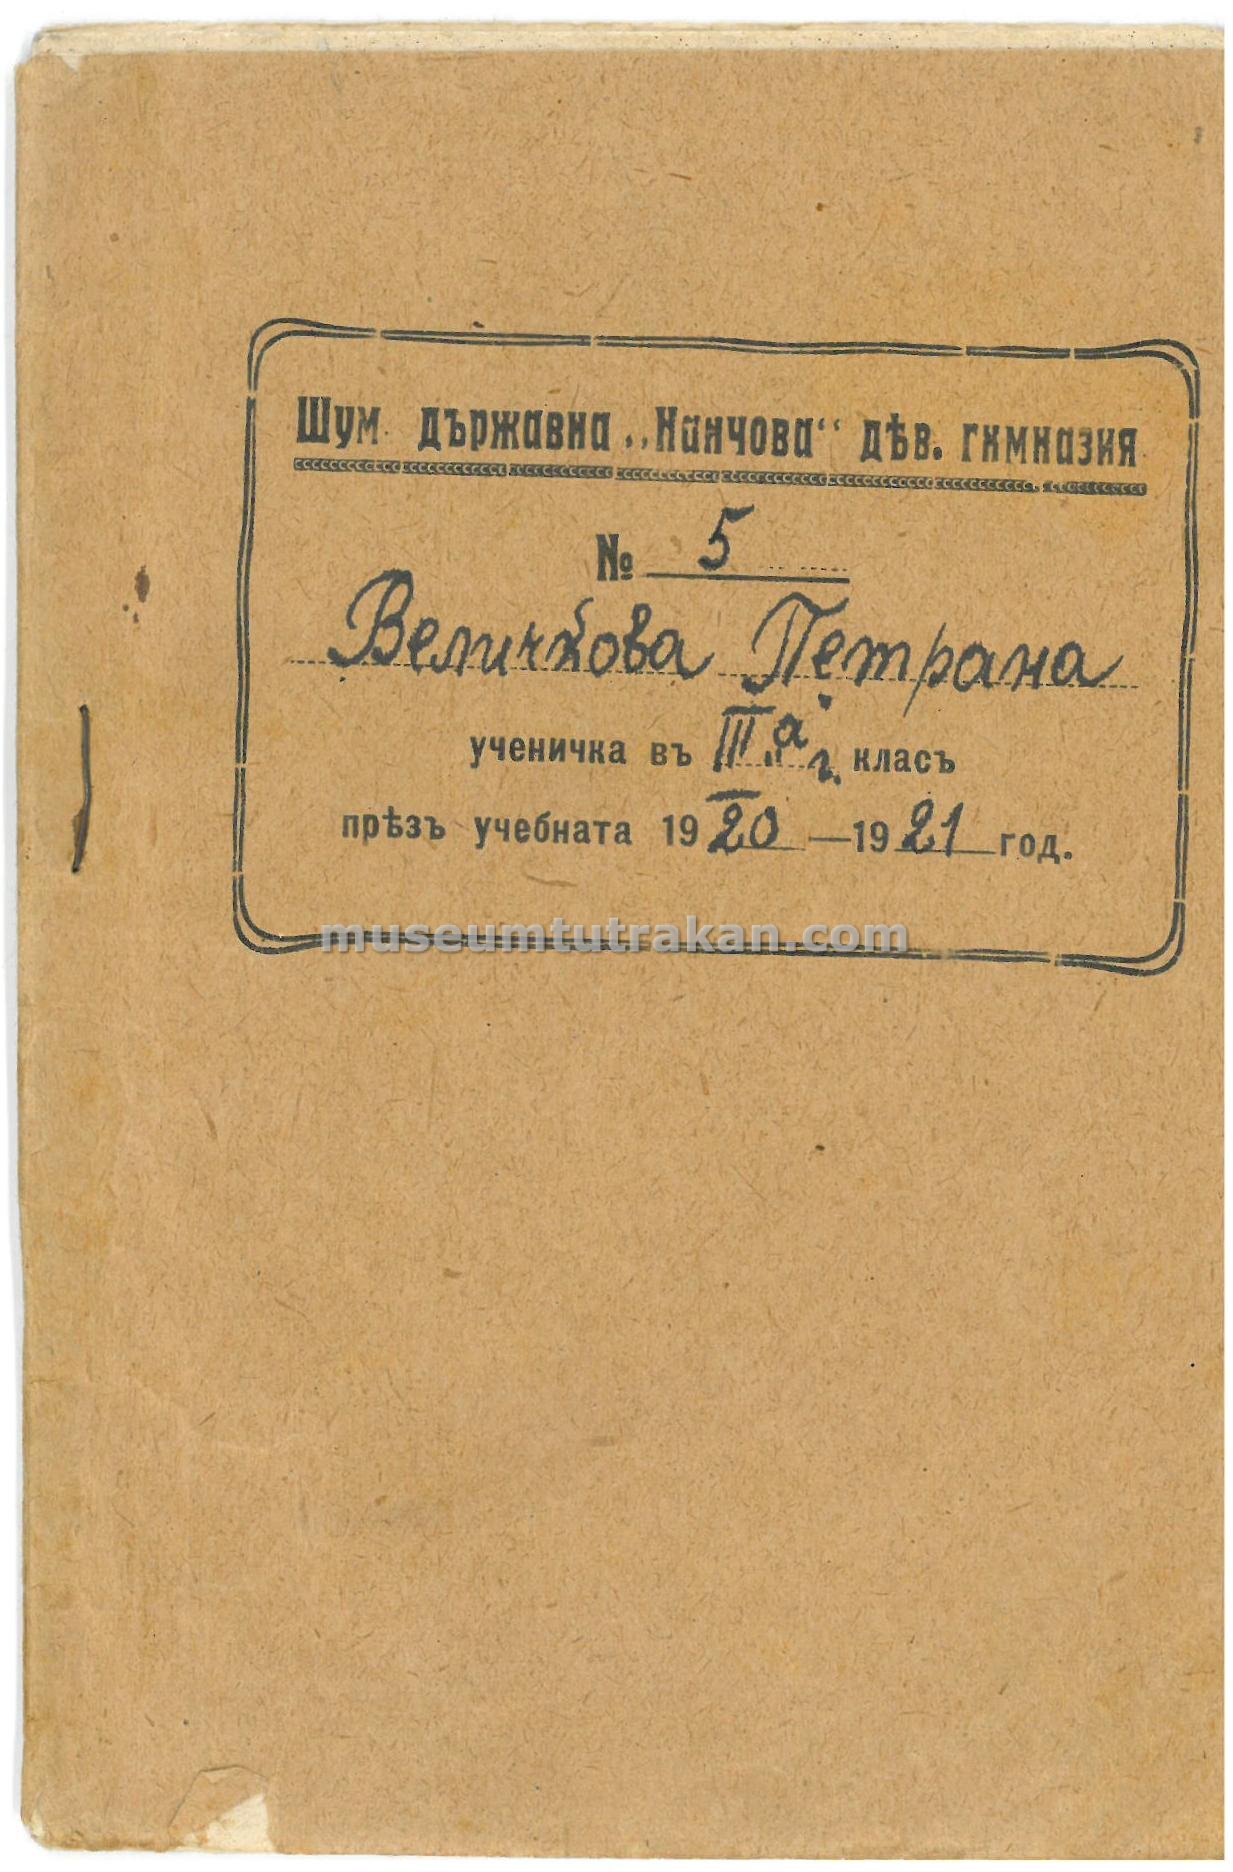 Шум. държавна „Нанчова“ дѣв. гимназия
№ 5
Величкова Петрана
ученичка въ III "а" г. класъ
прѣзъ учебната 1920—1921 год.
museumtutrakan.com